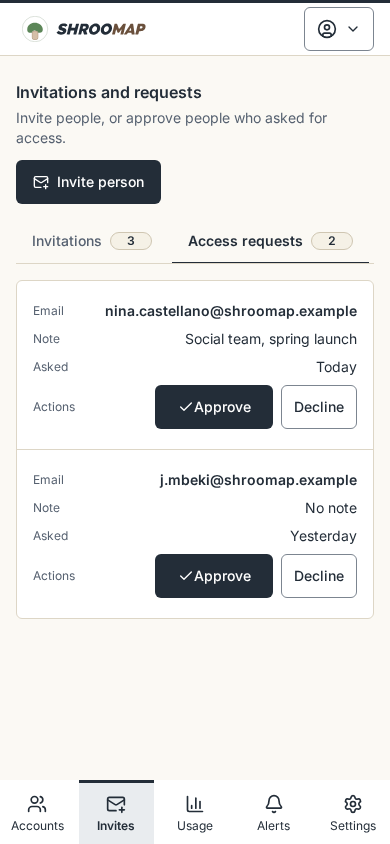 SHROOMAP
Invitations and requests
Invite people, or approve people who asked for
access.
Invite person
Invitations 3 Access requests 2
Email nina.castellano@shroomap.example
Note Social team, spring launch
Asked Today
Actions Approve Decline
Email j.mbeki@shroomap.example
Note No note
Asked Yesterday
Actions Approve Decline
Accounts Invites Usage Alerts Settings